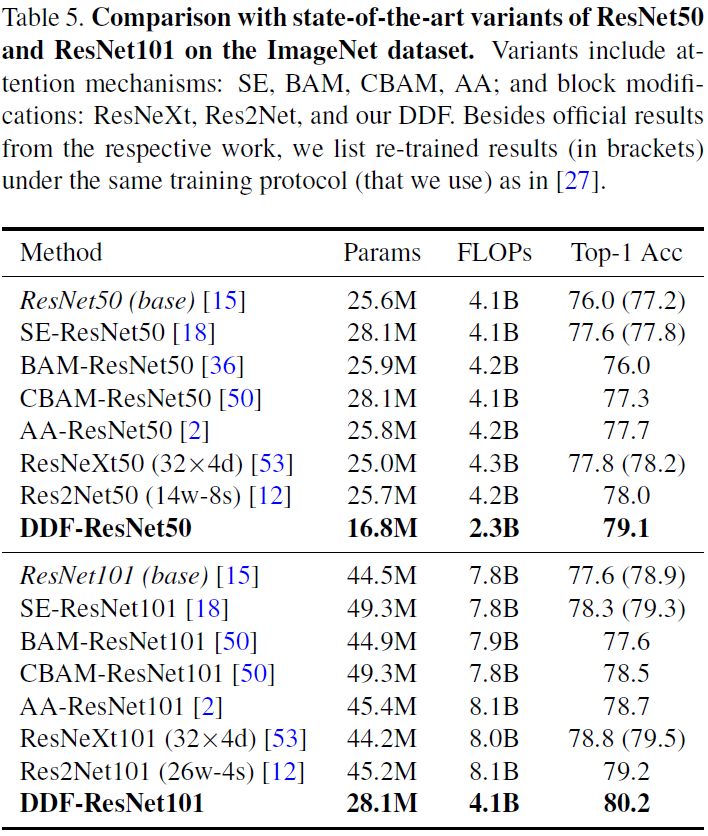 Table 5. Comparison with state-of-the-art variants of ResNet50
and ResNet101 on the ImageNet dataset. Variants include at-
tention mechanisms: SE, BAM, CBAM, AA; and block modifi-
cations: ResNeXt, Res2Net, and our DDF. Besides official results
from the respective work, we list re-trained results (in brackets)
under the same training protocol (that we use) as in [27].
Method Params FLOPs Top-1 Acc
ResNet50 (base) [15] 25.6M 4.1B 76.0 (77.2)
SE-ResNet50 [18] 28.1M 4.1B 77.6 (77.8)
BAM-ResNet50 [36] 25.9M 4.2B 76.0
CBAM-ResNet50 [50] 28.1M 4.1B 77.3
AA-ResNet50 [2] 25.8M 4.2B 77.7
ResNeXt50 (32×4d) [53] 25.0M 4.3B 77.8 (78.2)
Res2Net50 (14w-8s) [12] 25.7M 4.2B 78.0
DDF-ResNet50 16.8M 2.3B 79.1
ResNet101 (base) [15] 44.5M 7.8B 77.6 (78.9)
SE-ResNet101 [18] 49.3M 7.8B 78.3 (79.3)
BAM-ResNet101 [50] 44.9M 7.9B 77.6
CBAM-ResNet101 [50] 49.3M 7.8B 78.5
AA-ResNet101 [2] 45.4M 8.1B 78.7
ResNeXt101 (32×4d) [53] 44.2M 8.0B 78.8 (79.5)
Res2Net101 (26w-4s) [12] 45.2M 8.1B 79.2
DDF-ResNet101 28.1M 4.1B 80.2